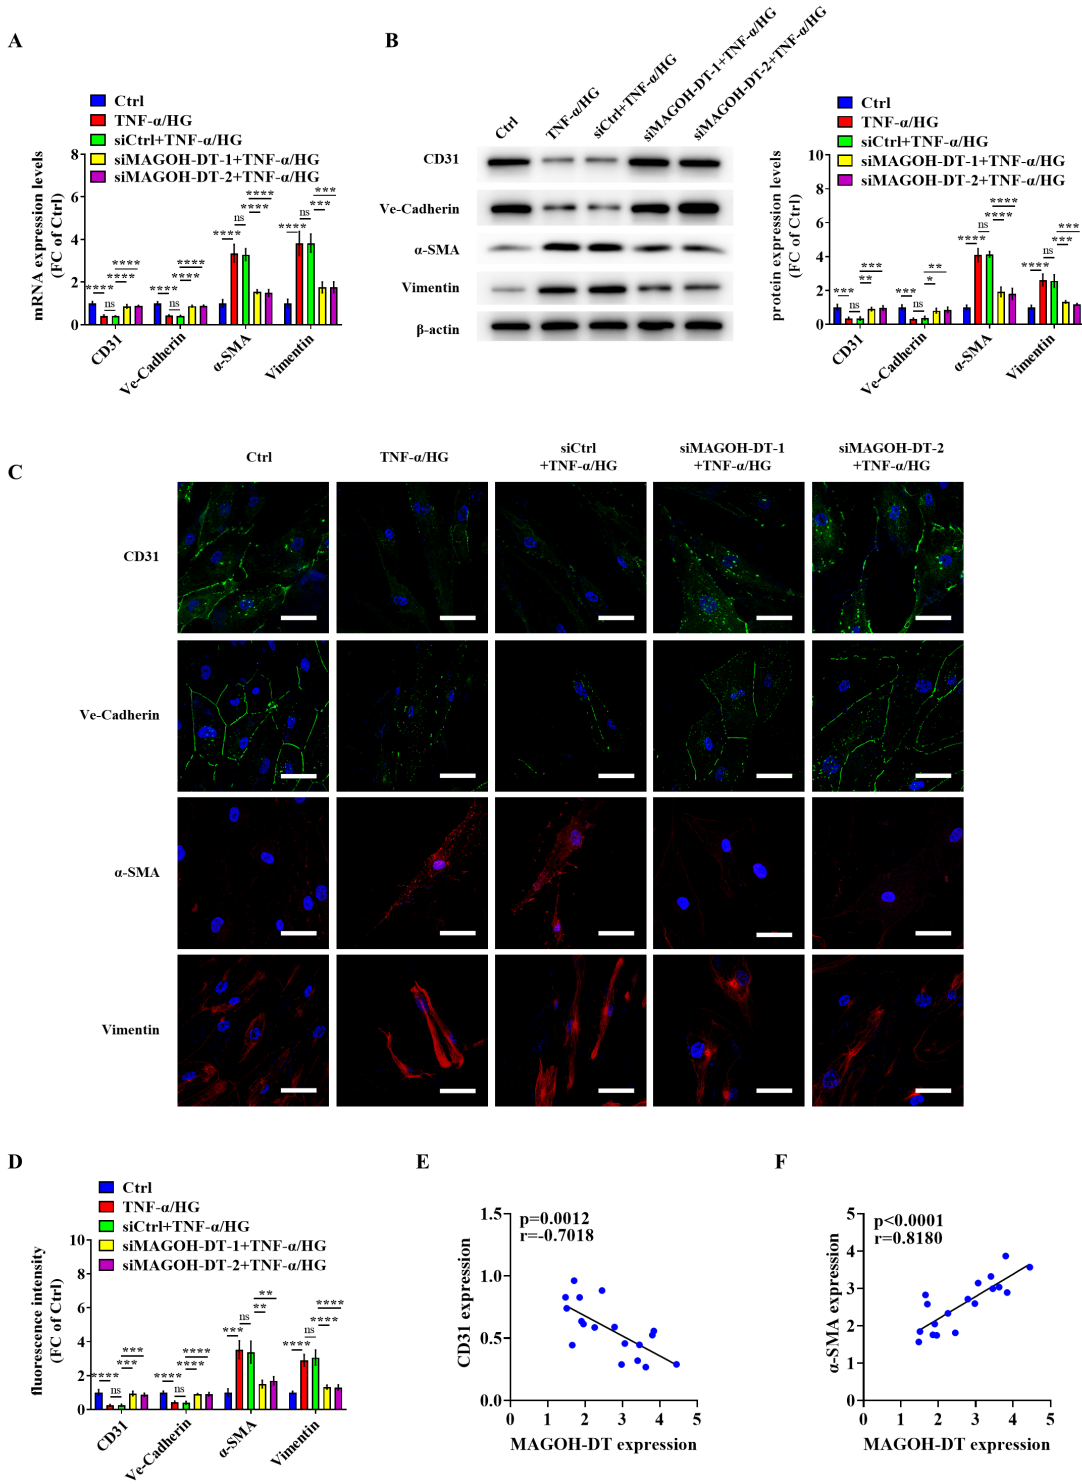 A
Ctrl
TNF-α/HG
siCtrl+TNF-α/HG
siMAGOH-DT-1+TNF-α/HG
siMAGOH-DT-2+TNF-α/HG
mRNA expression levels
(FC of Ctrl)
8
6
4
2
0
**** ns **** ****
**** ns **** ****
**** ns **** ****
**** ns *** ***
CD31
Ve-Cadherin
α-SMA
Vimentin
B
Ctrl
TNF-α/HG
siCtrl+TNF-α/HG
siMAGOH-DT-1+TNF-α/HG
siMAGOH-DT-2+TNF-α/HG
CD31
Ve-Cadherin
α-SMA
Vimentin
β-actin
Ctrl
TNF-α/HG
siCtrl+TNF-α/HG
siMAGOH-DT-1+TNF-α/HG
siMAGOH-DT-2+TNF-α/HG
protein expression levels
(FC of Ctrl)
10
8
6
4
2
0
*** ns ** ***
*** ns * **
**** ns **** ****
**** ns *** ***
CD31
Ve-Cadherin
α-SMA
Vimentin
C
Ctrl
TNF-α/HG
siCtrl
+TNF-α/HG
siMAGOH-DT-1
+TNF-α/HG
siMAGOH-DT-2
+TNF-α/HG
CD31
Ve-Cadherin
α-SMA
Vimentin
D
Ctrl
TNF-α/HG
siCtrl+TNF-α/HG
siMAGOH-DT-1+TNF-α/HG
siMAGOH-DT-2+TNF-α/HG
fluorescence intensity
(FC of Ctrl)
10
8
6
4
2
0
**** ns *** ***
**** ns **** ****
*** ns ** **
**** ns **** ****
CD31
Ve-Cadherin
α-SMA
Vimentin
E
p=0.0012
r=-0.7018
CD31 expression
1.5
1.0
0.5
0.0
0 1 2 3 4 5
MAGOH-DT expression
F
p<0.0001
r=0.8180
α-SMA expression
5
4
3
2
1
0
0 1 2 3 4 5
MAGOH-DT expression